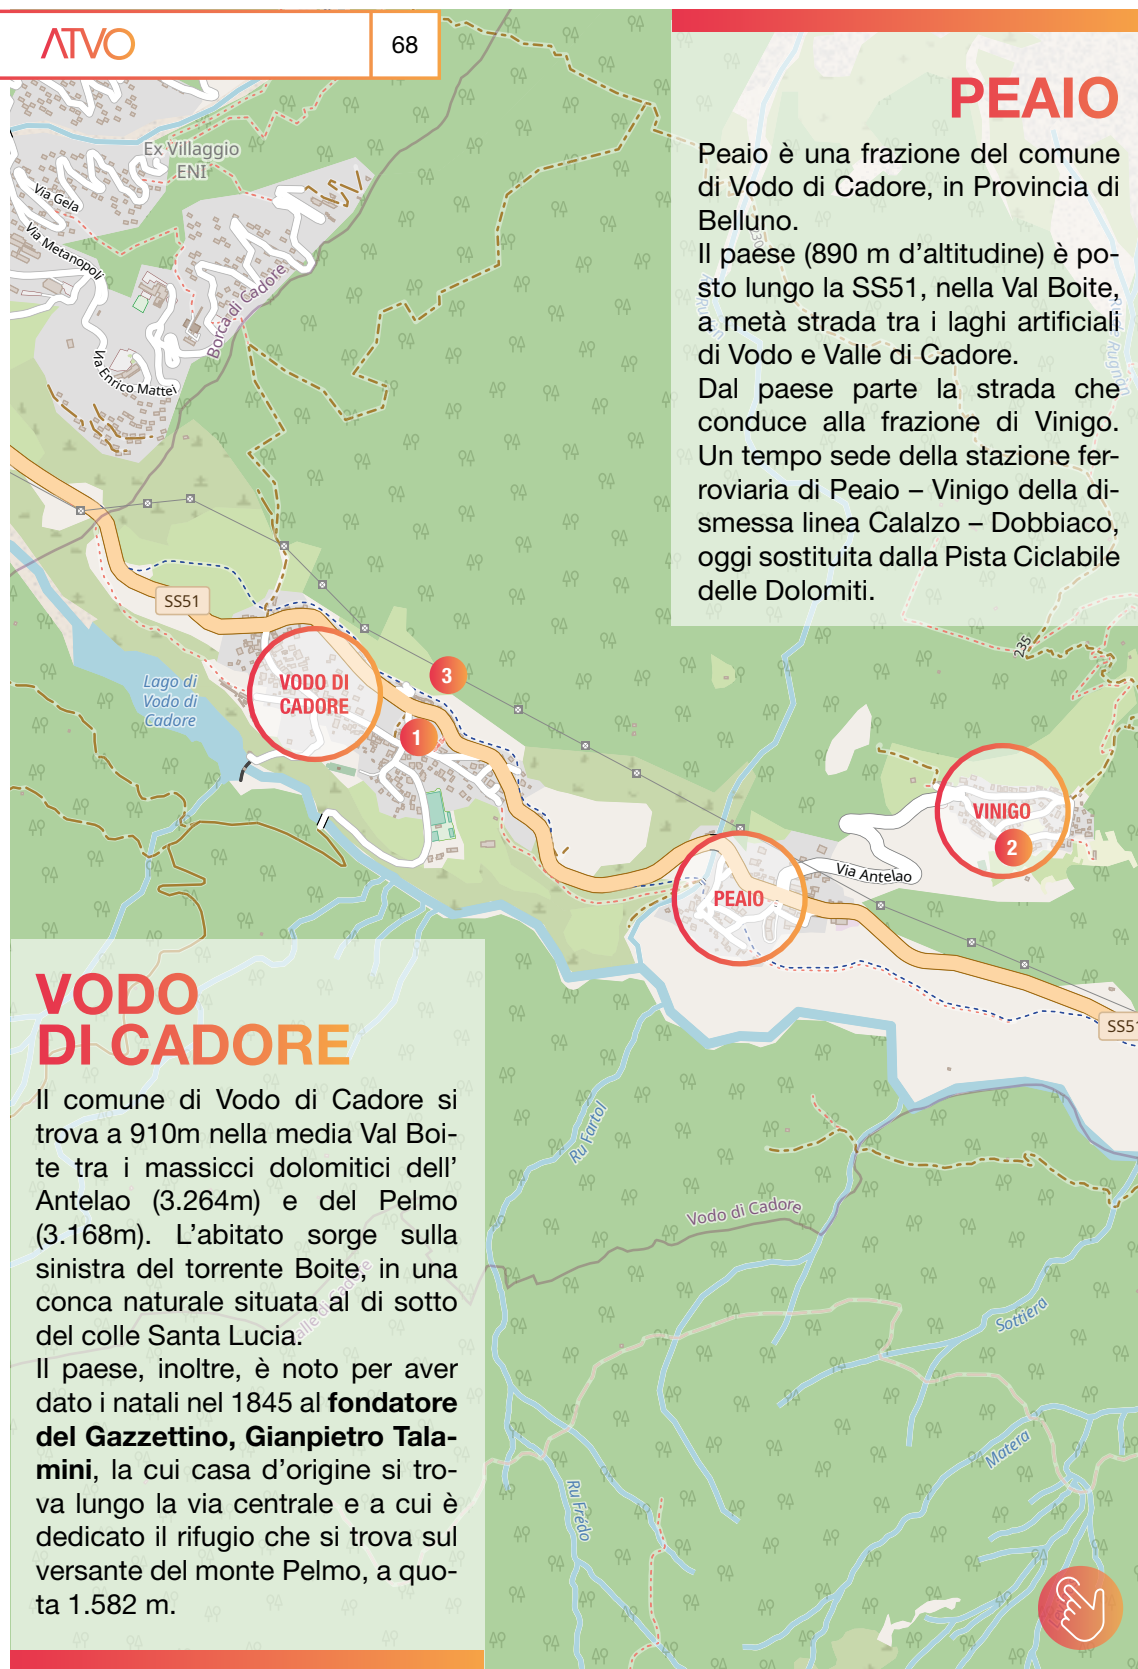 ATVO
68
PEAIO
Peaio è una frazione del comune
di Vodo di Cadore, in Provincia di
Belluno.
Il paese (890 m d'altitudine) è po-
sto lungo la SS51, nella Val Boite,
a metà strada tra i laghi artificiali
di Vodo e Valle di Cadore.
Dal paese parte la strada che
conduce alla frazione di Vinigo.
Un tempo sede della stazione fer-
roviaria di Peaio – Vinigo della di-
smessa linea Calalzo – Dobbiaco,
oggi sostituita dalla Pista Ciclabile
delle Dolomiti.
Ex Villaggio
ENI
Via Gela
Via Metanopoli
Borca di Cadore
Via Enrico Mattei
SS51
235
Lago di
Vodo di
Cadore
VODO DI
CADORE
3
1
VINIGO
2
Via Antelao
PEAIO
SS51
VODO
DI CADORE
Il comune di Vodo di Cadore si
trova a 910m nella media Val Boi-
te tra i massicci dolomitici dell'
Antelao (3.264m) e del Pelmo
(3.168m). L'abitato sorge sulla
sinistra del torrente Boite, in una
conca naturale situata al di sotto
del colle Santa Lucia.
Il paese, inoltre, è noto per aver
dato i natali nel 1845 al fondatore
del Gazzettino, Gianpietro Tala-
mini, la cui casa d'origine si tro-
va lungo la via centrale e a cui è
dedicato il rifugio che si trova sul
versante del monte Pelmo, a quo-
ta 1.582 m.
Ru Fartol
Vodo di Cadore
Sottiera
Matera
Ru Frédo